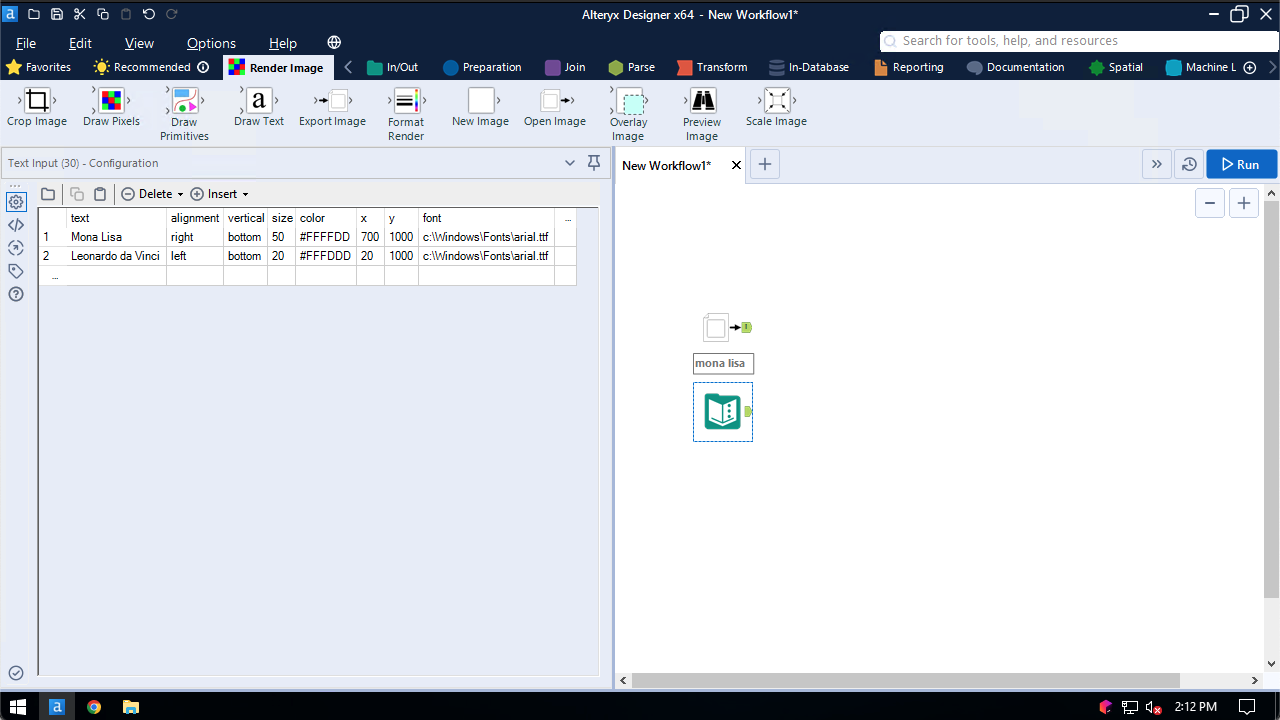 Alteryx Designer x64 - New Workflow1*
File Edit View Options Help
Search for tools, help, and resources
Favorites Recommended Render Image In/Out Preparation Join Parse Transform In-Database Reporting Documentation Spatial Machine L
Crop Image Draw Pixels Draw Primitives Draw Text Export Image Format Render New Image Open Image Overlay Image Preview Image Scale Image
Text Input (30) - Configuration
New Workflow1*
Run
Delete Insert
text alignment vertical size color x y font ...
1 Mona Lisa right bottom 50 #FFFFDD 700 1000 c:\Windows\Fonts\arial.ttf
2 Leonardo da Vinci left bottom 20 #FFFDDD 20 1000 c:\Windows\Fonts\arial.ttf
...
1
mona lisa
2:12 PM